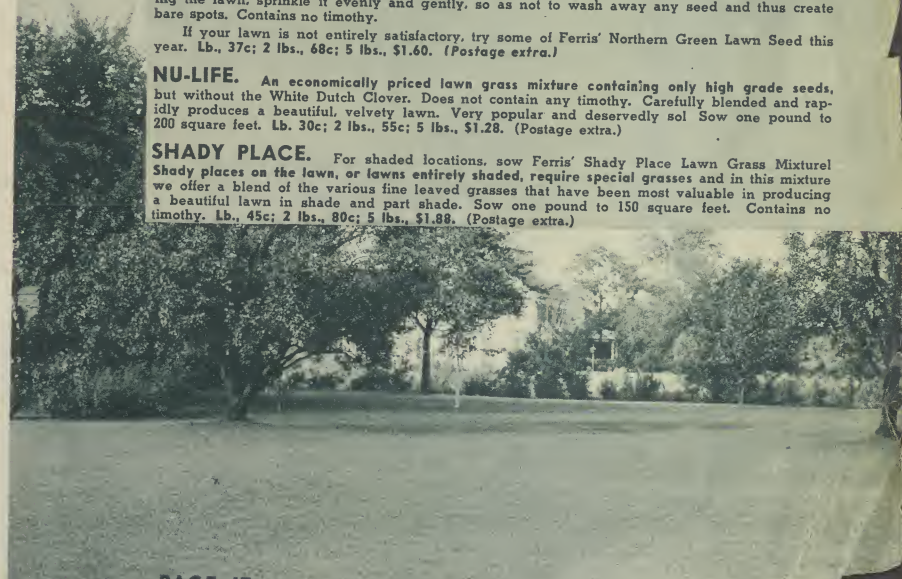 ing the lawn, sprinkle it evenly and gently, so as not to wash away any seed and thus create
bare spots. Contains no timothy.
If your lawn is not entirely satisfactory, try some of Ferris' Northern Green Lawn Seed this
year. Lb., 37c; 2 lbs., 68c; 5 lbs., $1.60. (Postage extra.)
NU-LIFE. An economically priced lawn grass mixture containing only high grade seeds,
but without the White Dutch Clover. Does not contain any timothy. Carefully blended and rap-
idly produces a beautiful, velvety lawn. Very popular and deservedly so! Sow one pound to
200 square feet. Lb. 30c; 2 lbs., 55c; 5 lbs., $1.28. (Postage extra.)
SHADY PLACE. For shaded locations, sow Ferris' Shady Place Lawn Grass Mixture!
Shady places on the lawn, or lawns entirely shaded, require special grasses and in this mixture
we offer a blend of the various fine leaved grasses that have been most valuable in producing
a beautiful lawn in shade and part shade. Sow one pound to 150 square feet. Contains no
timothy. Lb., 45c; 2 lbs., 80c; 5 lbs., $1.88. (Postage extra.)
PAGE